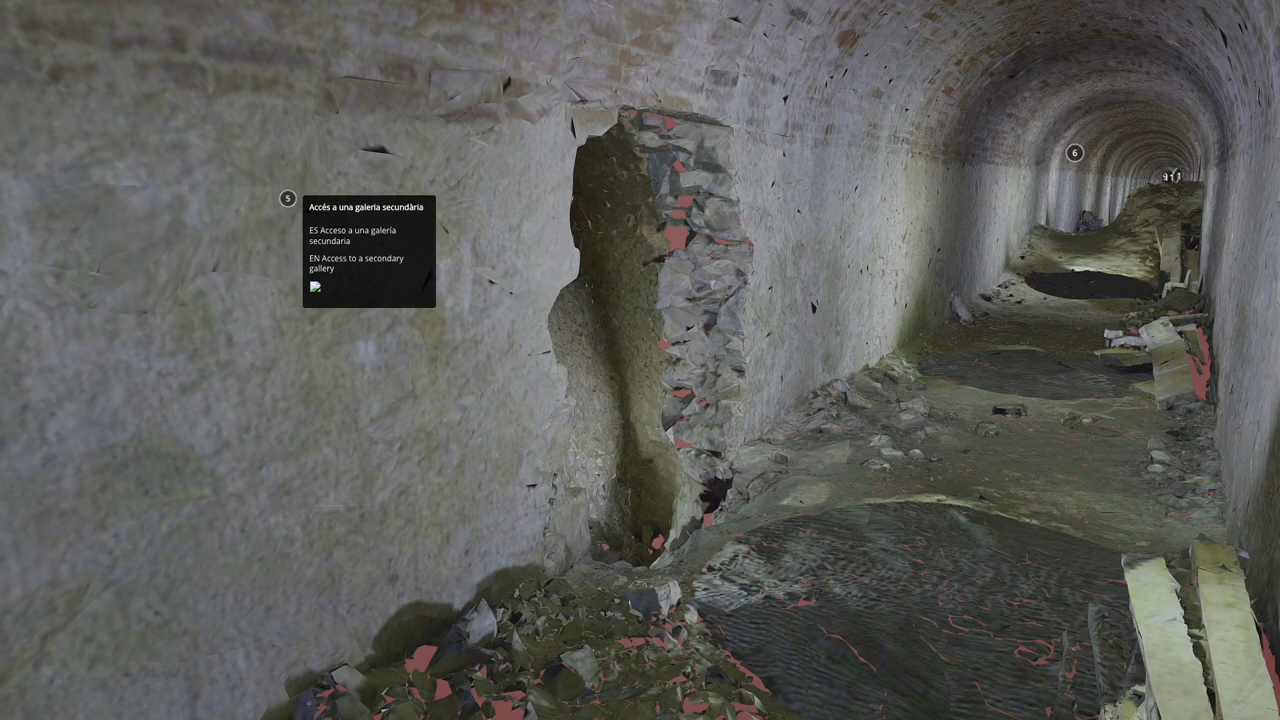 5
Accés a una galeria secundària
ES Acceso a una galería
secundaria
EN Access to a secondary
gallery
6